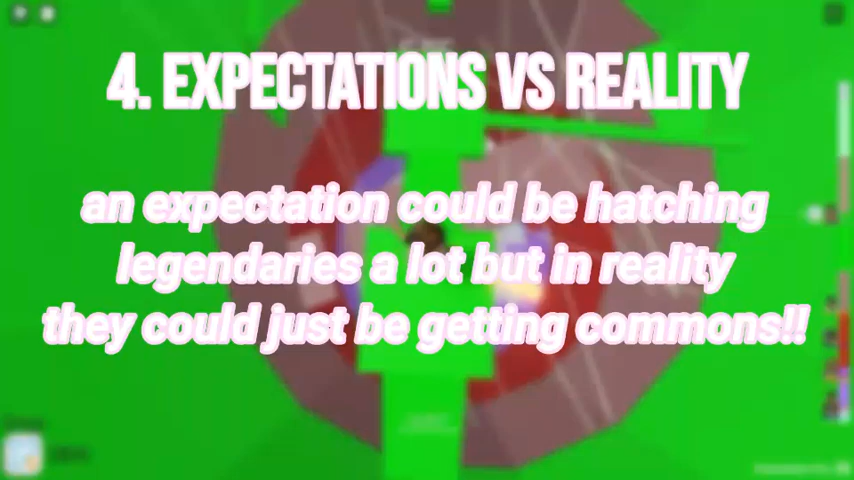 4. EXPECTATIONS VS REALITY
an expectation could be hatching
legendaries a lot but in reality
they could just be getting commons!!